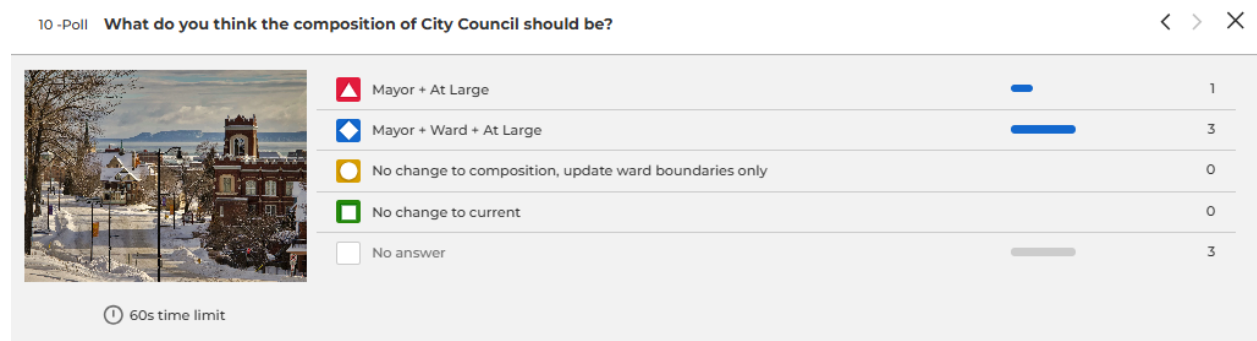 10 -Poll What do you think the composition of City Council should be?
Mayor + At Large 1
Mayor + Ward + At Large 3
No change to composition, update ward boundaries only 0
No change to current 0
No answer 3
60s time limit